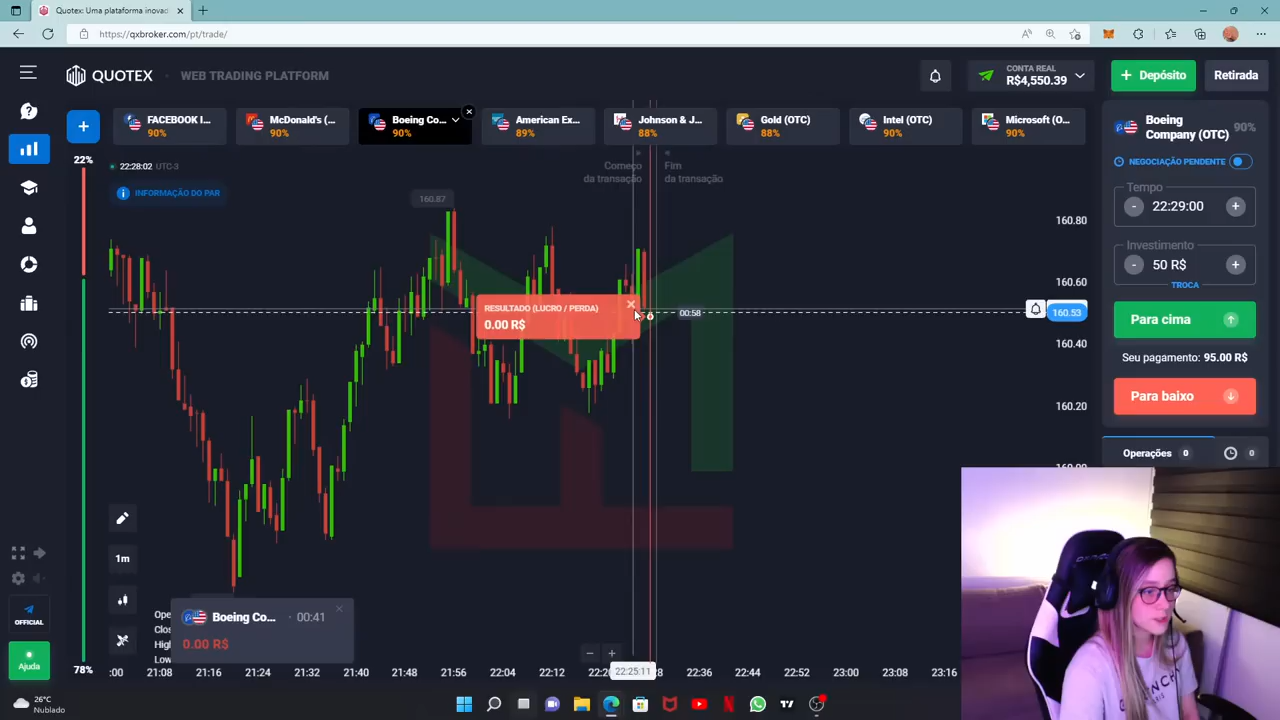 Quotex: Uma plataforma inovad
https://qxbroker.com/pt/trade/
QUOTEX
WEB TRADING PLATFORM
CONTA REAL
R$4,550.39
+ Depósito
Retirada
FACEBOOK I...
90%
McDonald's (...
90%
Boeing Co...
90%
American Ex...
89%
Johnson & J...
88%
Gold (OTC)
88%
Intel (OTC)
90%
Microsoft (O...
90%
22%
22:28:02 UTC-3
INFORMAÇÃO DO PAR
Começo
da transação
Fim
da transação
160.87
160.80
160.60
160.53
160.40
160.20
RESULTADO (LUCRO / PERDA)
0.00 R$
00:58
Boeing
Company (OTC)
90%
NEGOCIAÇÃO PENDENTE
Tempo
- 22:29:00 +
Investimento
- 50 R$ +
TROCA
Para cima
Seu pagamento: 95.00 R$
Para baixo
Operações 0
0
1m
Ope
Clos
High
Low
Boeing Co...
00:41
0.00 R$
OFFICIAL
Ajuda
78%
:00 21:08 21:16 21:24 21:32 21:40 21:48 21:56 22:04 22:12 22:25:11 22:36 22:44 22:52 23:00 23:08 23:16
26°C
Nublado